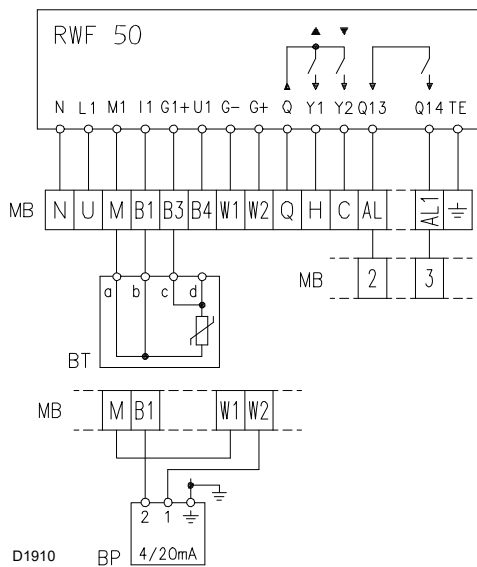 RWF 50
N L1 M1 I1 G1+ U1 G- G+ Q Y1 Y2 Q13 Q14 TE
MB N U M B1 B3 B4 W1 W2 Q H C AL AL1
MB 2 3
a b c d
BT
MB M B1 W1 W2
2 1
4/20mA
D1910 BP